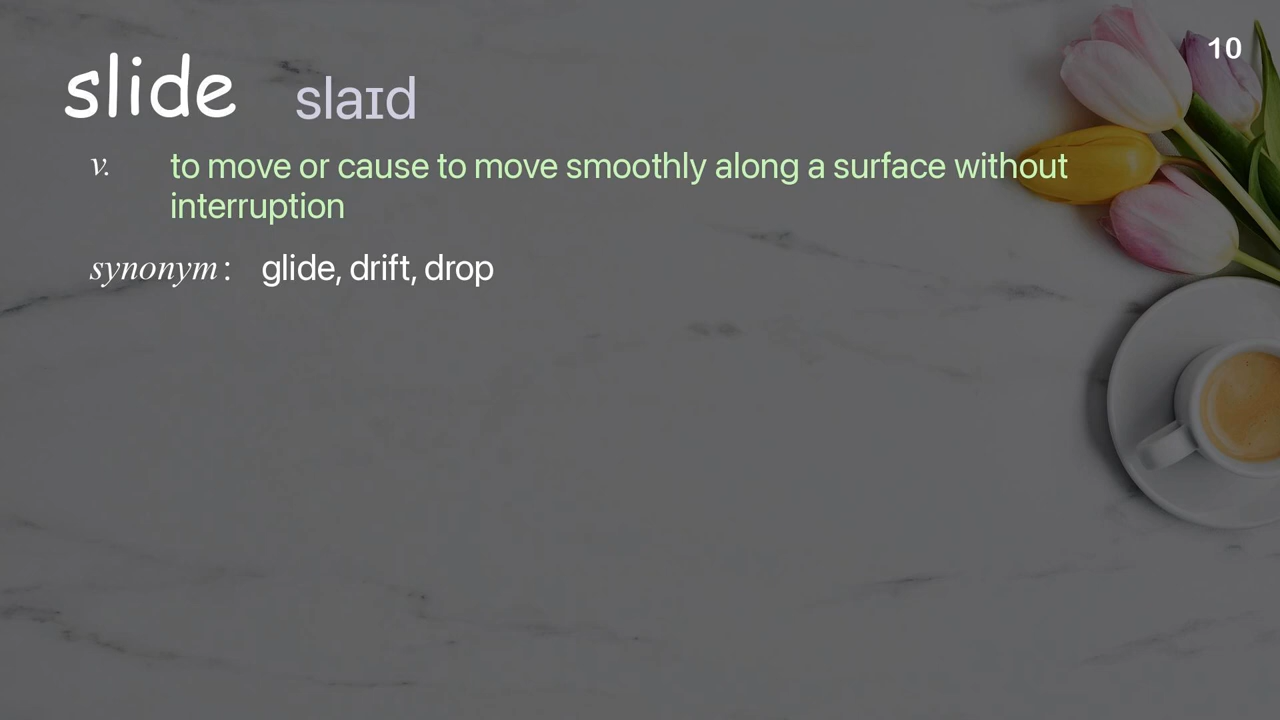 10
slide slaɪd
v. to move or cause to move smoothly along a surface without
interruption
synonym : glide, drift, drop